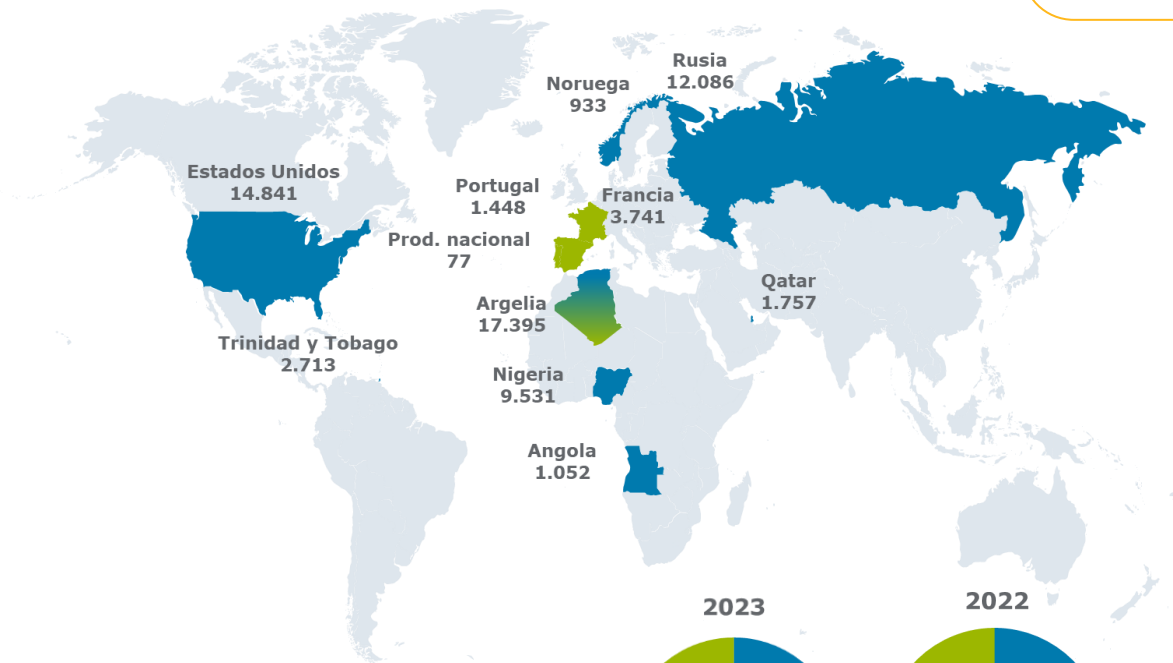 Rusia
12.086
Noruega
933
Estados Unidos
14.841
Portugal
1.448
Francia
3.741
Prod. nacional
77
Qatar
1.757
Argelia
17.395
Trinidad y Tobago
2.713
Nigeria
9.531
Angola
1.052
2023
2022